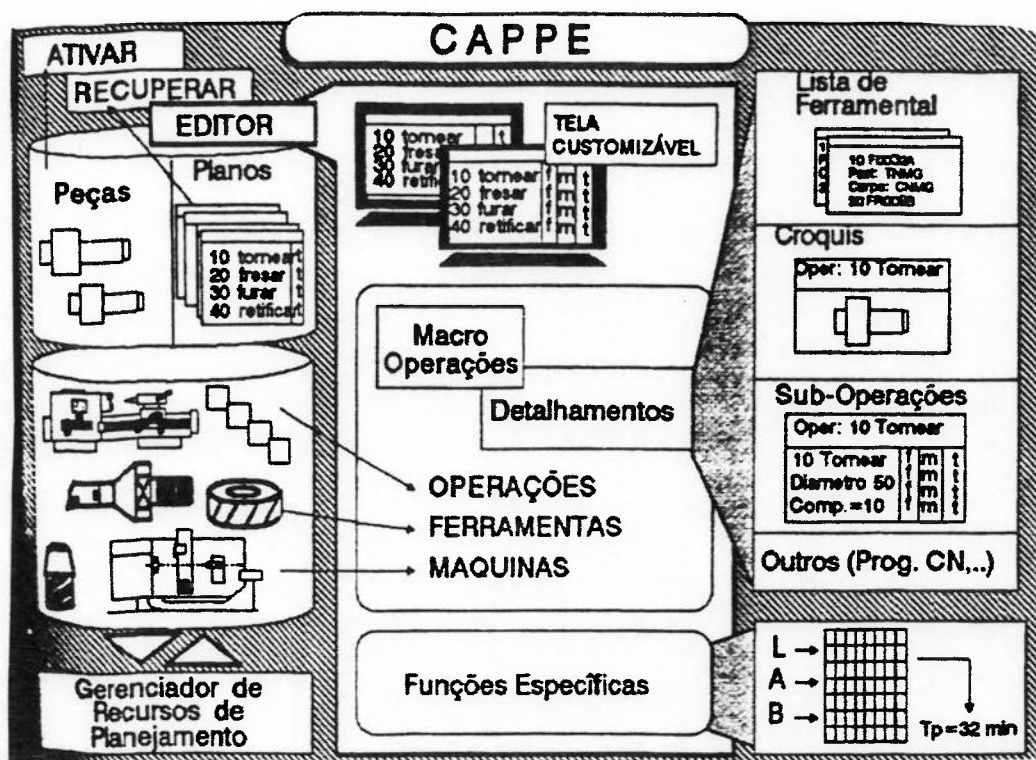 CAPPE
ATIVAR
RECUPERAR
EDITOR
Peças
Planos
10 tornear t
20 fresar t
30 furar t
40 retificar t
10 tornear t
20 fresar
30 furar
40 retific
10 tornear f m t
20 fresar f m t
30 furar f m t
40 retificar f m t
TELA
CUSTOMIZÁVEL
Macro
Operações
Detalhamentos
OPERAÇÕES
FERRAMENTAS
MAQUINAS
Funções Específicas
Gerenciador de
Recursos de
Planejamento
Lista de
Ferramental
Past: TNMG
Carpo: CNMG
Croquis
Oper: 10 Tornear
Sub-Operações
Oper: 10 Tornear
10 Tornear f m t
Diametro 50 f m t
Comp.=10 f m t
Outros (Prog. CN,..)
L
A
B
Tp=32 min